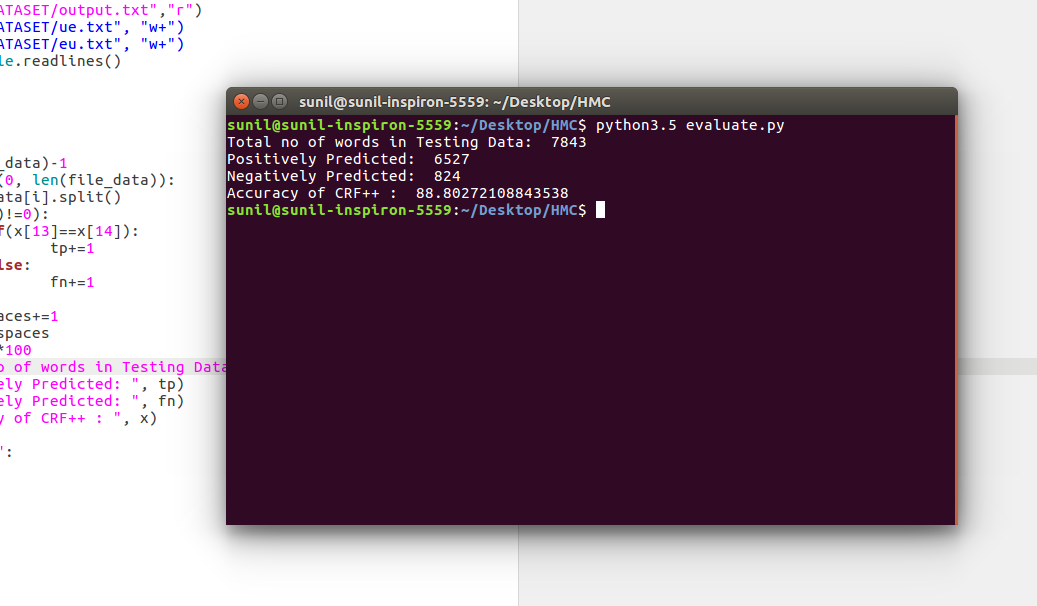 ATASET/output.txt","r")
ATASET/ue.txt", "w+")
ATASET/eu.txt", "w+")
le.readlines()
_data)-1
(0, len(file_data)):
ata[i].split()
)!=0):
f(x[13]==x[14]):
tp+=1
lse:
fn+=1
aces+=1
spaces
*100
o of words in Testing Data
ely Predicted: ", tp)
ely Predicted: ", fn)
y of CRF++ : ", x)
":
sunil@sunil-inspiron-5559: ~/Desktop/HMC
sunil@sunil-inspiron-5559:~/Desktop/HMC$ python3.5 evaluate.py
Total no of words in Testing Data:  7843
Positively Predicted:  6527
Negatively Predicted:  824
Accuracy of CRF++ :  88.80272108843538
sunil@sunil-inspiron-5559:~/Desktop/HMC$